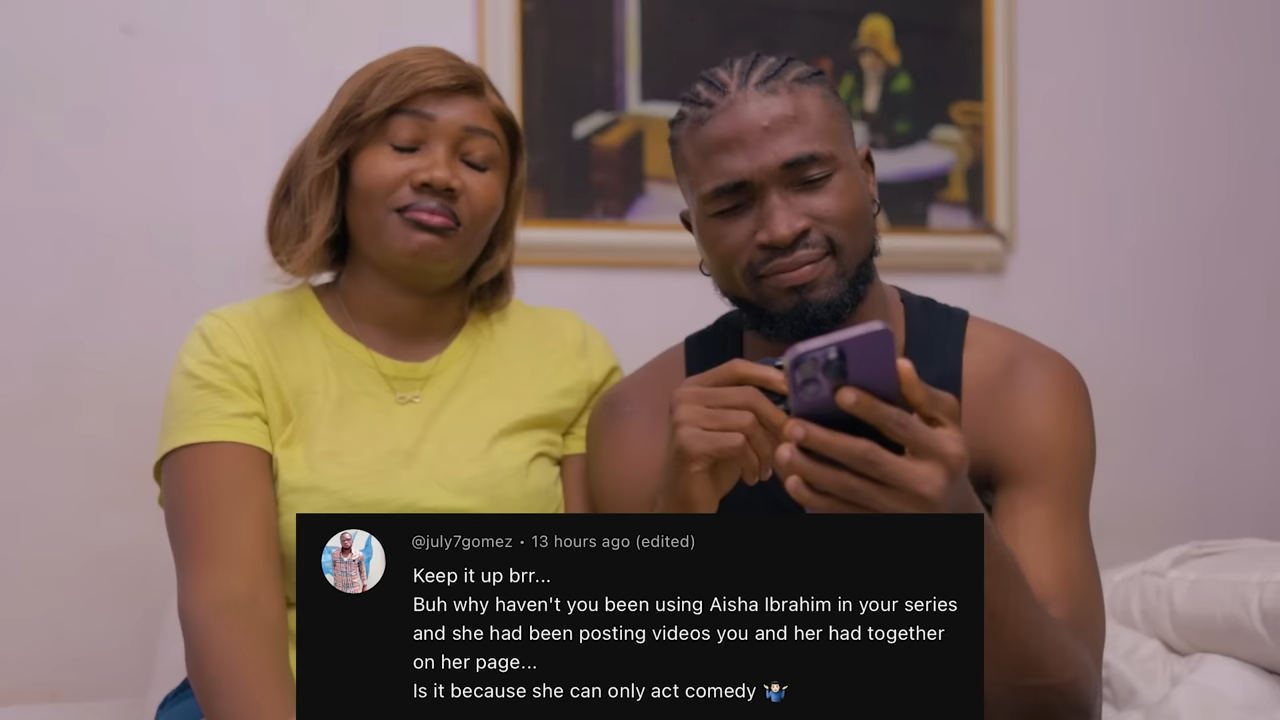 @july7gomez • 13 hours ago (edited)
Keep it up brr...
Buh why haven't you been using Aisha Ibrahim in your series
and she had been posting videos you and her had together
on her page...
Is it because she can only act comedy 🤷🏻‍♂️